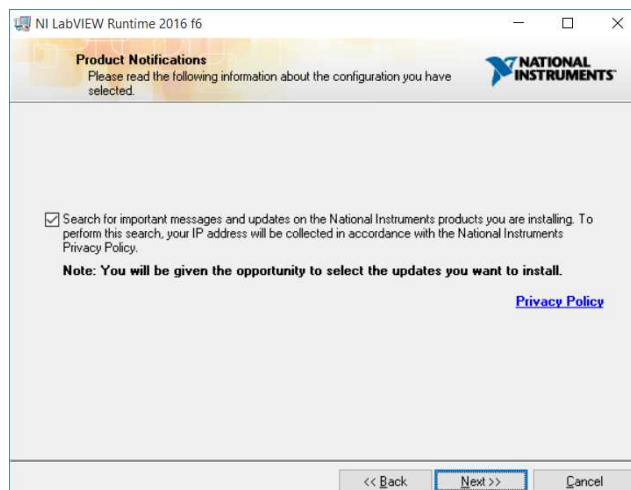 NI LabVIEW Runtime 2016 f6
Product Notifications
Please read the following information about the configuration you have
selected.
NATIONAL
INSTRUMENTS
Search for important messages and updates on the National Instruments products you are installing. To
perform this search, your IP address will be collected in accordance with the National Instruments
Privacy Policy.
Note: You will be given the opportunity to select the updates you want to install.
Privacy Policy
<< Back Next >> Cancel